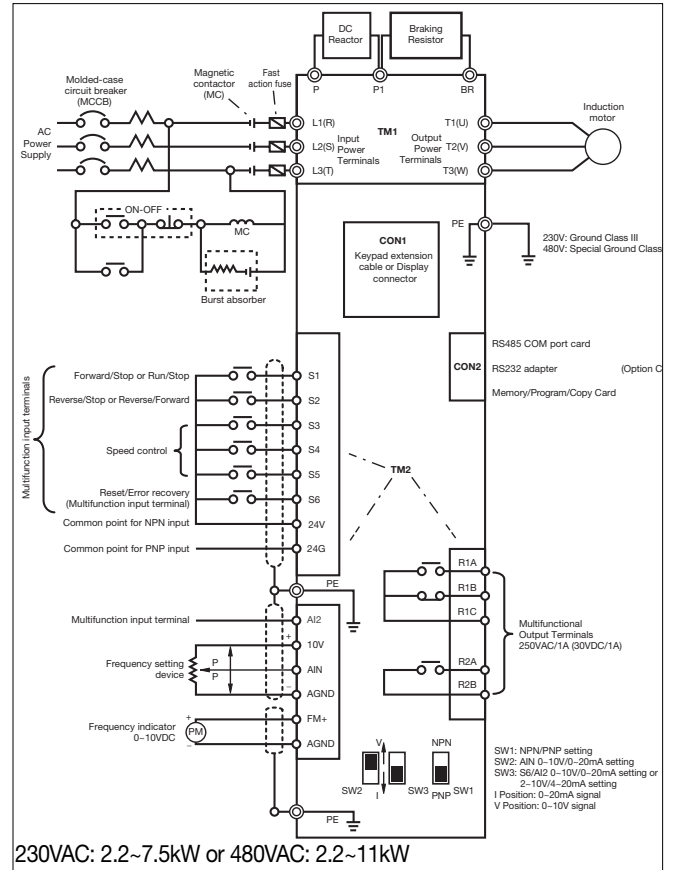 DC
Reactor
Braking
Resistor
P
P1
BR
Molded-case
circuit breaker
(MCCB)
Magnetic
contactor
(MC)
Fast
action fuse
Induction
motor
AC
Power
Supply
L1(R)
L2(S)
L3(T)
Input
Power
Terminals
TM1
Output
Power
Terminals
T1(U)
T2(V)
T3(W)
ON-OFF
MC
Burst absorber
PE
230V: Ground Class III
480V: Special Ground Class
CON1
Keypad extension
cable or Display
connector
CON2
RS485 COM port card
RS232 adapter
(Option C
Memory/Program/Copy Card
Multifunction input terminals
Forward/Stop or Run/Stop
S1
Reverse/Stop or Reverse/Forward
S2
Speed control
S3
S4
S5
Reset/Error recovery
(Multifunction input terminal)
S6
Common point for NPN input
24V
Common point for PNP input
24G
TM2
PE
R1A
R1B
R1C
R2A
R2B
Multifunctional
Output Terminals
250VAC/1A (30VDC/1A)
Multifunction input terminal
AI2
+
10V
Frequency setting
device
P
P
AIN
−
AGND
Frequency indicator
0~10VDC
+
PM
−
FM+
AGND
V
I
SW2
SW3
NPN
PNP
SW1
SW1: NPN/PNP setting
SW2: AIN 0~10V/0~20mA setting
SW3: S6/AI2 0~10V/0~20mA setting or
2~10V/4~20mA setting
I Position: 0~20mA signal
V Position: 0~10V signal
PE
230VAC: 2.2~7.5kW or 480VAC: 2.2~11kW